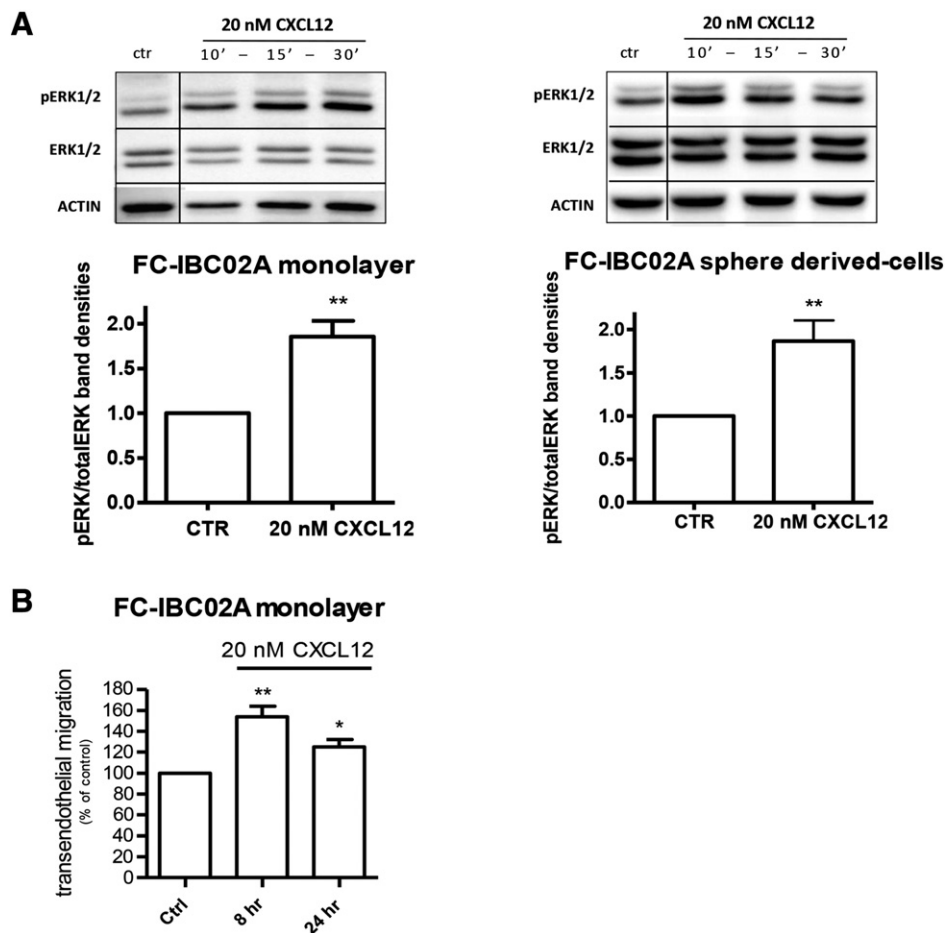 A
20 nM CXCL12
ctr 10’ – 15’ – 30’
pERK1/2
ERK1/2
ACTIN
FC-IBC02A monolayer
pERK/totalERK band densities
2.0
1.5
1.0
0.5
0.0
**
CTR 20 nM CXCL12
20 nM CXCL12
ctr 10’ – 15’ – 30’
pERK1/2
ERK1/2
ACTIN
FC-IBC02A sphere derived-cells
pERK/totalERK band densities
2.0
1.5
1.0
0.5
0.0
**
CTR 20 nM CXCL12
B
FC-IBC02A monolayer
20 nM CXCL12
transendothelial migration
(% of control)
180
160
140
120
100
80
60
40
20
0
**
*
Ctrl 8 hr 24 hr